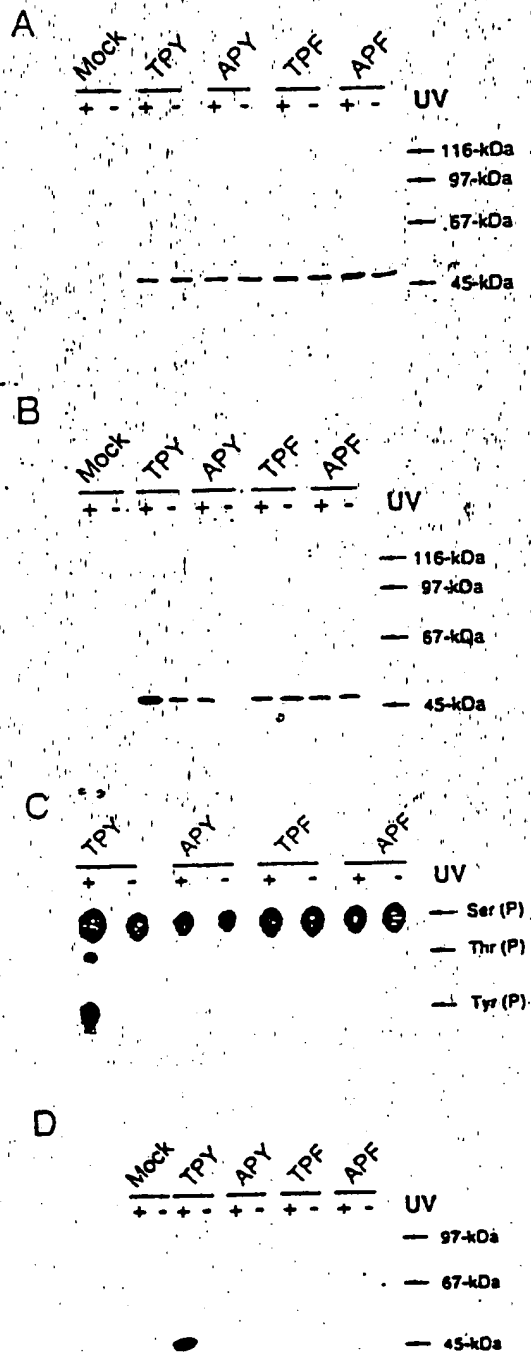 A
Mock TPY APY TPF APF
+ - + - + - + - + - UV
116-kDa
97-kDa
67-kDa
45-kDa
B
Mock TPY APY TPF APF
+ - + - + - + - + - UV
116-kDa
97-kDa
67-kDa
45-kDa
C
TPY APY TPF APF
+ - + - + - + - UV
Ser (P)
Thr (P)
Tyr (P)
D
Mock TPY APY TPF APF
+ - + - + - + - + - UV
97-kDa
67-kDa
45-kDa